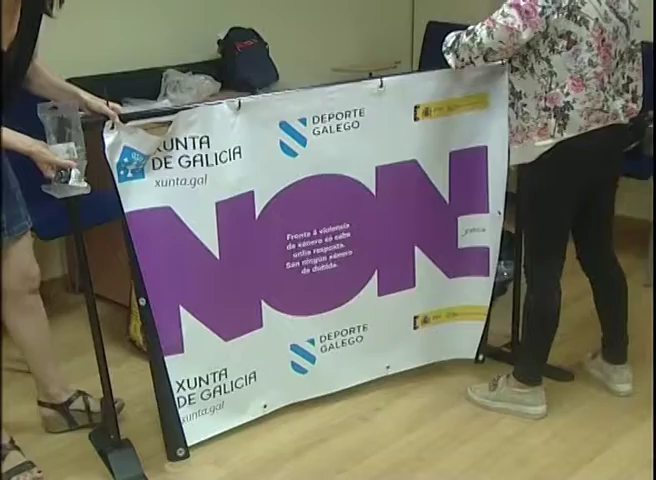 XUNTA
DE GALICIA
xunta.gal
DEPORTE
GALEGO
NON
Fronte á violencia
de xénero só cabe
unha resposta.
Sen ningún xénero
de dúbida.
XUNTA
DE GALICIA
xunta.gal
DEPORTE
GALEGO